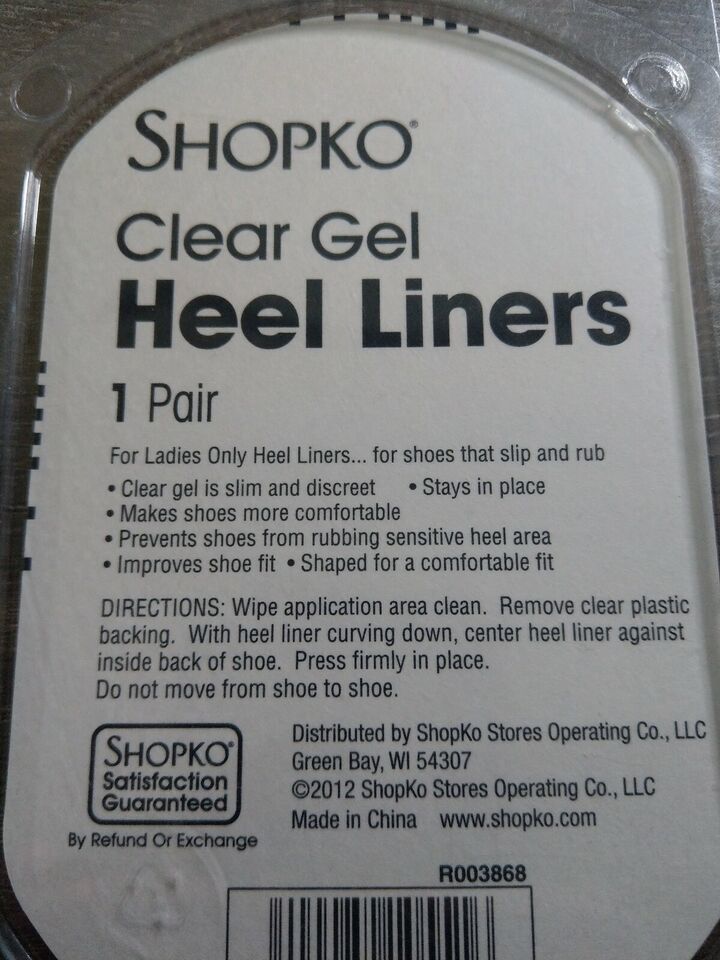 SHOPKO®
Clear Gel
Heel Liners
1 Pair
For Ladies Only Heel Liners... for shoes that slip and rub
• Clear gel is slim and discreet • Stays in place
• Makes shoes more comfortable
• Prevents shoes from rubbing sensitive heel area
• Improves shoe fit • Shaped for a comfortable fit
DIRECTIONS: Wipe application area clean. Remove clear plastic
backing. With heel liner curving down, center heel liner against
inside back of shoe. Press firmly in place.
Do not move from shoe to shoe.
SHOPKO®
Satisfaction
Guaranteed
By Refund Or Exchange
Distributed by ShopKo Stores Operating Co., LLC
Green Bay, WI 54307
©2012 ShopKo Stores Operating Co., LLC
Made in China www.shopko.com
R003868